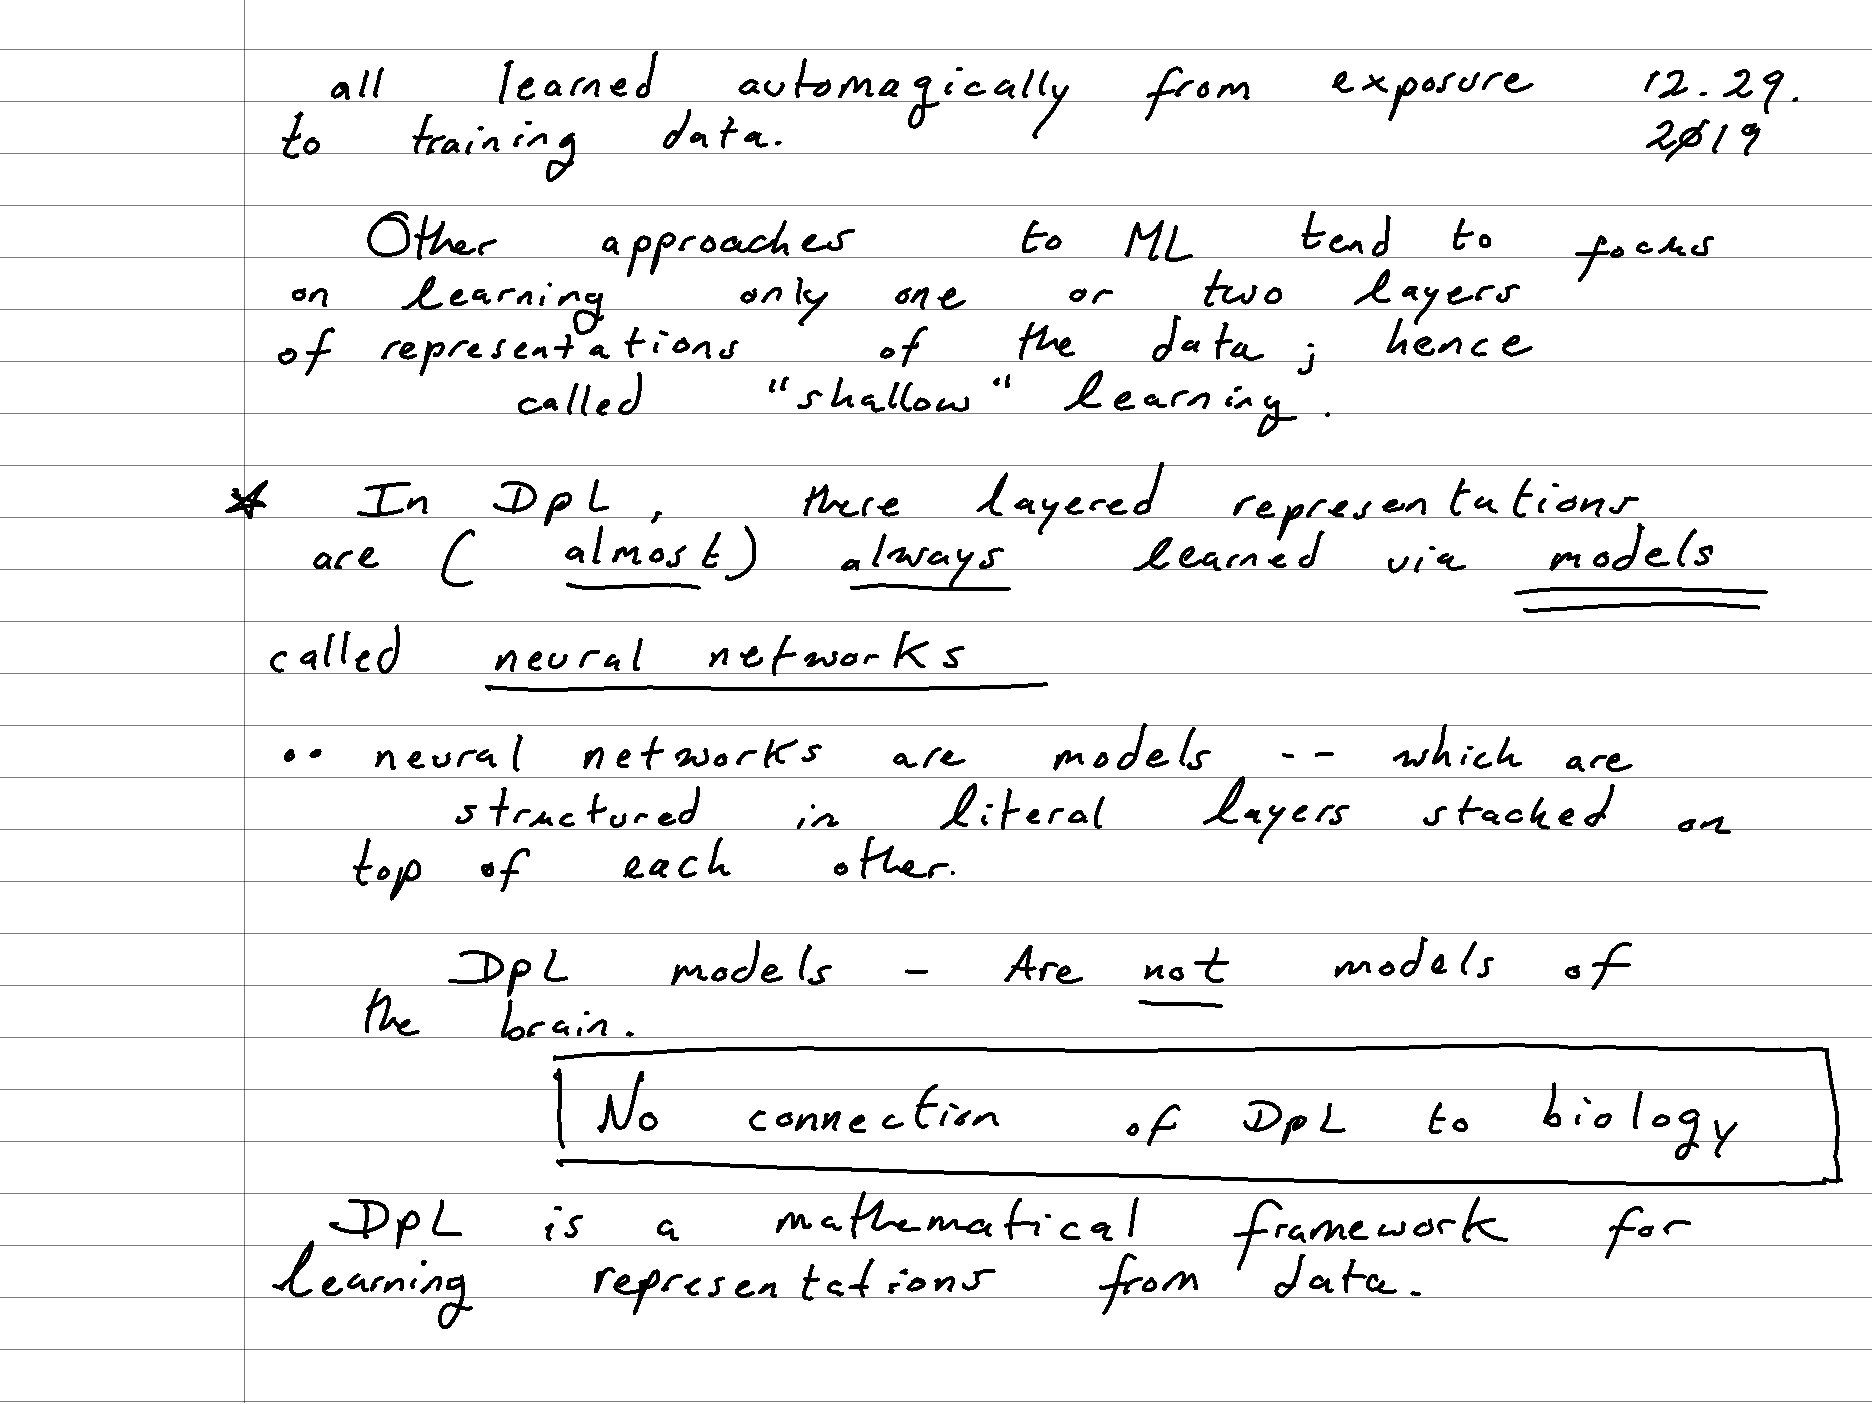 all learned automagically from exposure 12.29.
to training data. 2019
Other approaches to ML tend to focus
on learning only one or two layers
of representations of the data; hence
called "shallow" learning.
* In DpL, there layered representations
are (almost) always learned via models
called neural networks
•• neural networks are models -- which are
structured in literal layers stacked on
top of each other.
DpL models - Are not models of
the brain.
No connection of DpL to biology
DpL is a mathematical framework for
learning representations from data.